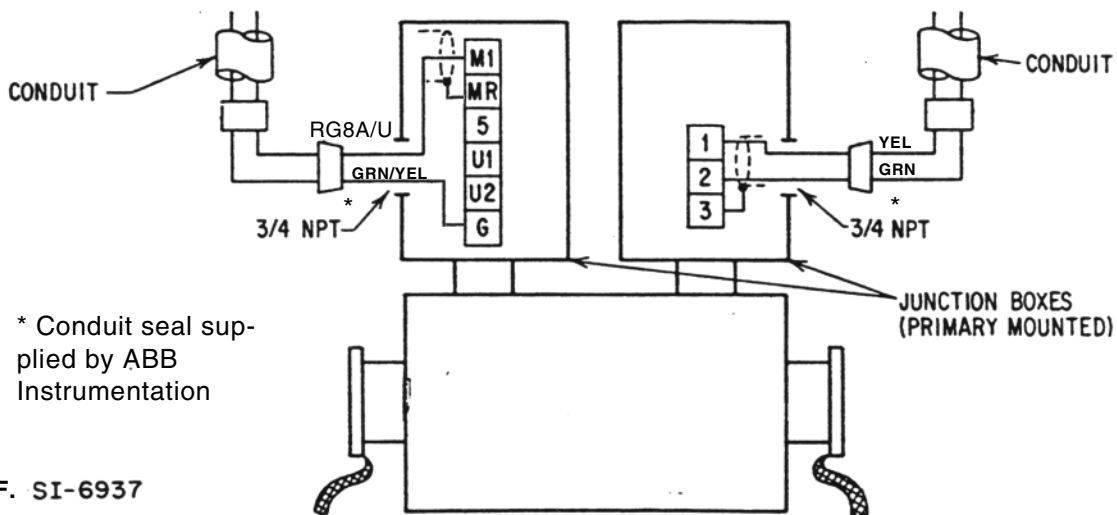 CONDUIT
RG8A/U
GRN/YEL
*
3/4 NPT
M1
MR
5
U1
U2
G
1
2
3
YEL
GRN
*
3/4 NPT
CONDUIT
JUNCTION BOXES
(PRIMARY MOUNTED)
* Conduit seal sup-
plied by ABB
Instrumentation
F. SI-6937